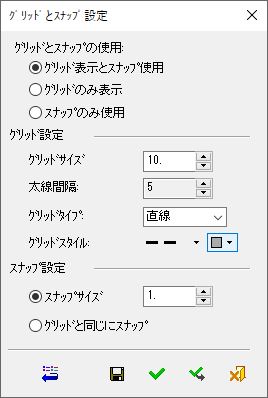 ｸﾞﾘｯﾄﾞとｽﾅｯﾌﾟ設定
ｸﾞﾘｯﾄﾞとｽﾅｯﾌﾟの使用:
ｸﾞﾘｯﾄﾞ表示とｽﾅｯﾌﾟ使用
ｸﾞﾘｯﾄﾞのみ表示
ｽﾅｯﾌﾟのみ使用
ｸﾞﾘｯﾄﾞ設定
ｸﾞﾘｯﾄﾞｻｲｽﾞ 10.
太線間隔: 5
ｸﾞﾘｯﾄﾞﾀｲﾌﾟ: 直線
ｸﾞﾘｯﾄﾞｽﾀｲﾙ:
ｽﾅｯﾌﾟ設定
ｽﾅｯﾌﾟｻｲｽﾞ 1.
ｸﾞﾘｯﾄﾞと同じにｽﾅｯﾌﾟ